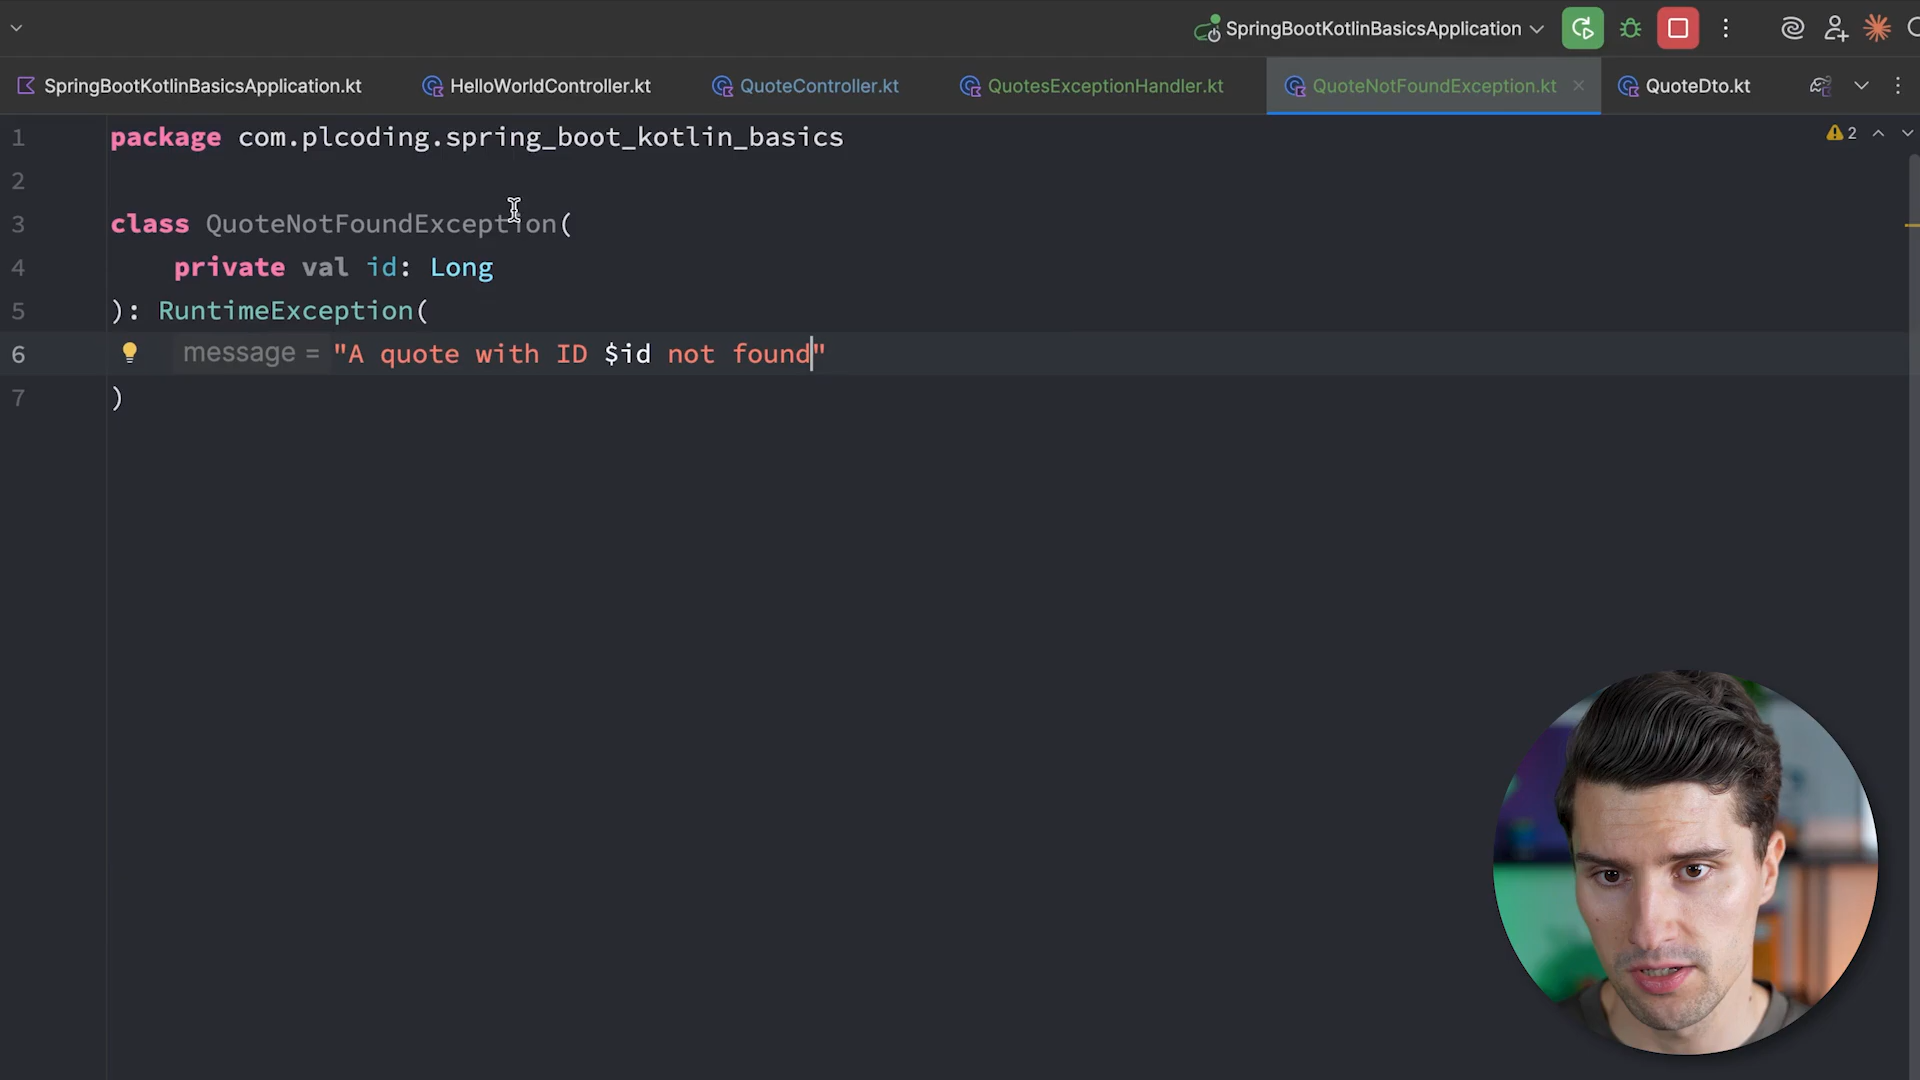 SpringBootKotlinBasicsApplication
SpringBootKotlinBasicsApplication.kt HelloWorldController.kt QuoteController.kt QuotesExceptionHandler.kt QuoteNotFoundException.kt QuoteDto.kt
1 package com.plcoding.spring_boot_kotlin_basics
2
2
3 class QuoteNotFoundException(
4 private val id: Long
5 ): RuntimeException(
6 message = "A quote with ID $id not found"
7 )